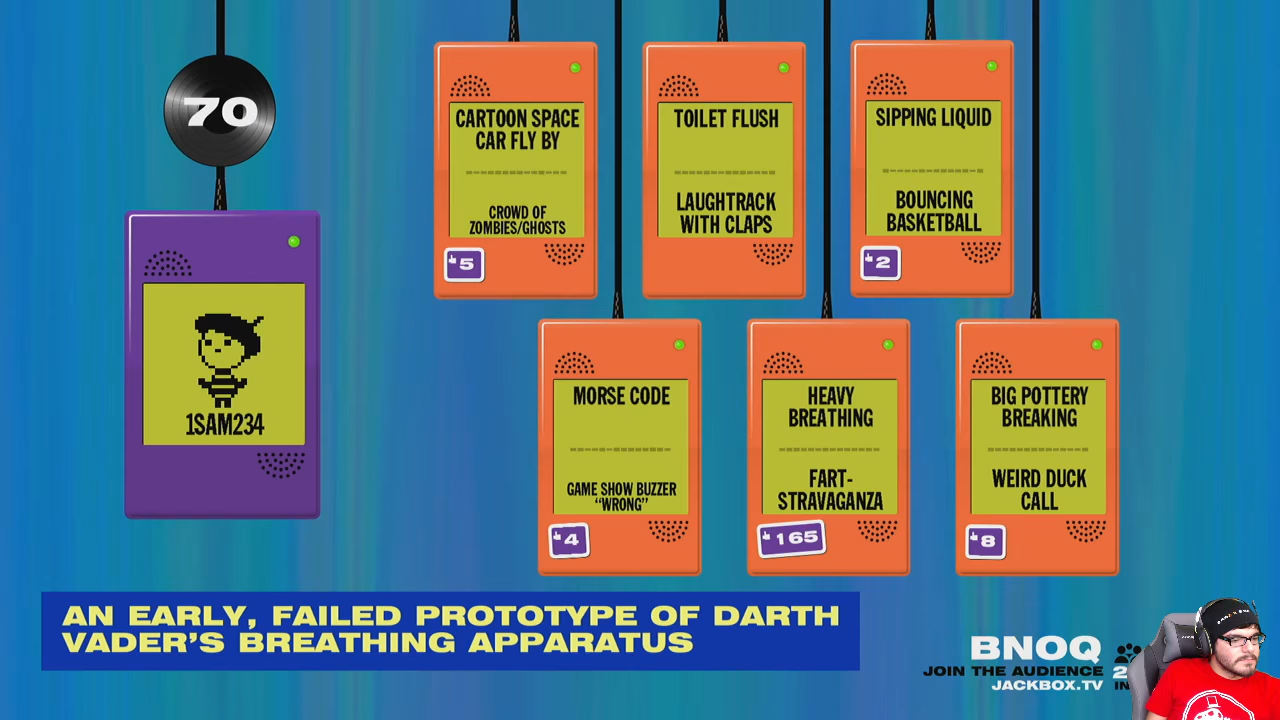 70
1SAM234
CARTOON SPACE
CAR FLY BY
CROWD OF
ZOMBIES/GHOSTS
5
TOILET FLUSH
LAUGHTRACK
WITH CLAPS
SIPPING LIQUID
BOUNCING
BASKETBALL
2
MORSE CODE
GAME SHOW BUZZER
"WRONG"
4
HEAVY
BREATHING
FART-
STRAVAGANZA
165
BIG POTTERY
BREAKING
WEIRD DUCK
CALL
8
AN EARLY, FAILED PROTOTYPE OF DARTH
VADER'S BREATHING APPARATUS
BNOQ
JOIN THE AUDIENCE
JACKBOX.TV